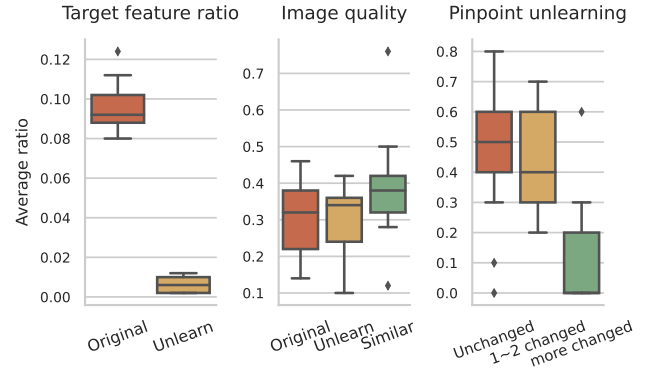 Target feature ratio
Image quality
Pinpoint unlearning
Average ratio
0.12
0.10
0.08
0.06
0.04
0.02
0.00
Original
Unlearn
0.7
0.6
0.5
0.4
0.3
0.2
0.1
Original
Unlearn
Similar
0.8
0.7
0.6
0.5
0.4
0.3
0.2
0.1
0.0
Unchanged
1~2 changed
more changed